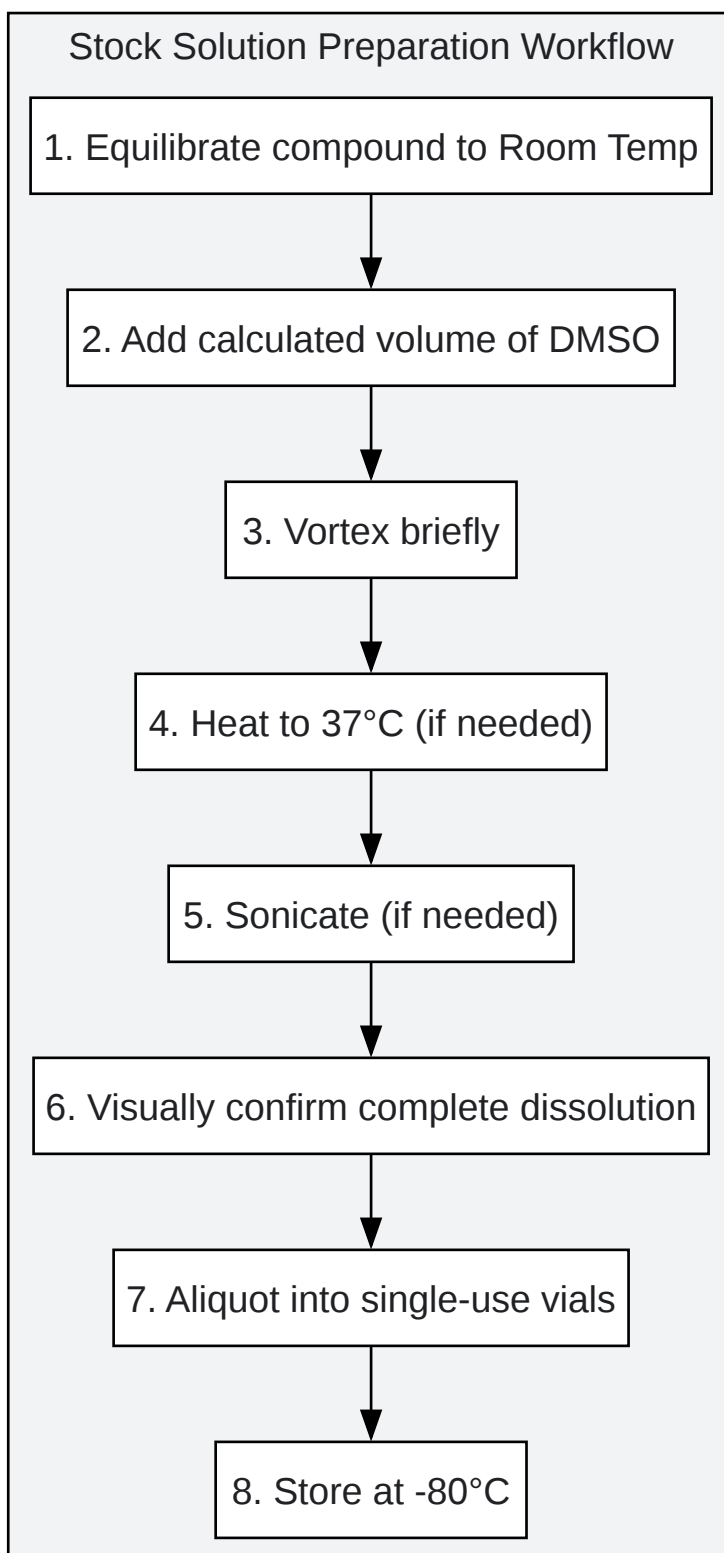 Stock Solution Preparation Workflow
1. Equilibrate compound to Room Temp
2. Add calculated volume of DMSO
3. Vortex briefly
4. Heat to 37°C (if needed)
5. Sonicate (if needed)
6. Visually confirm complete dissolution
7. Aliquot into single-use vials
8. Store at -80°C